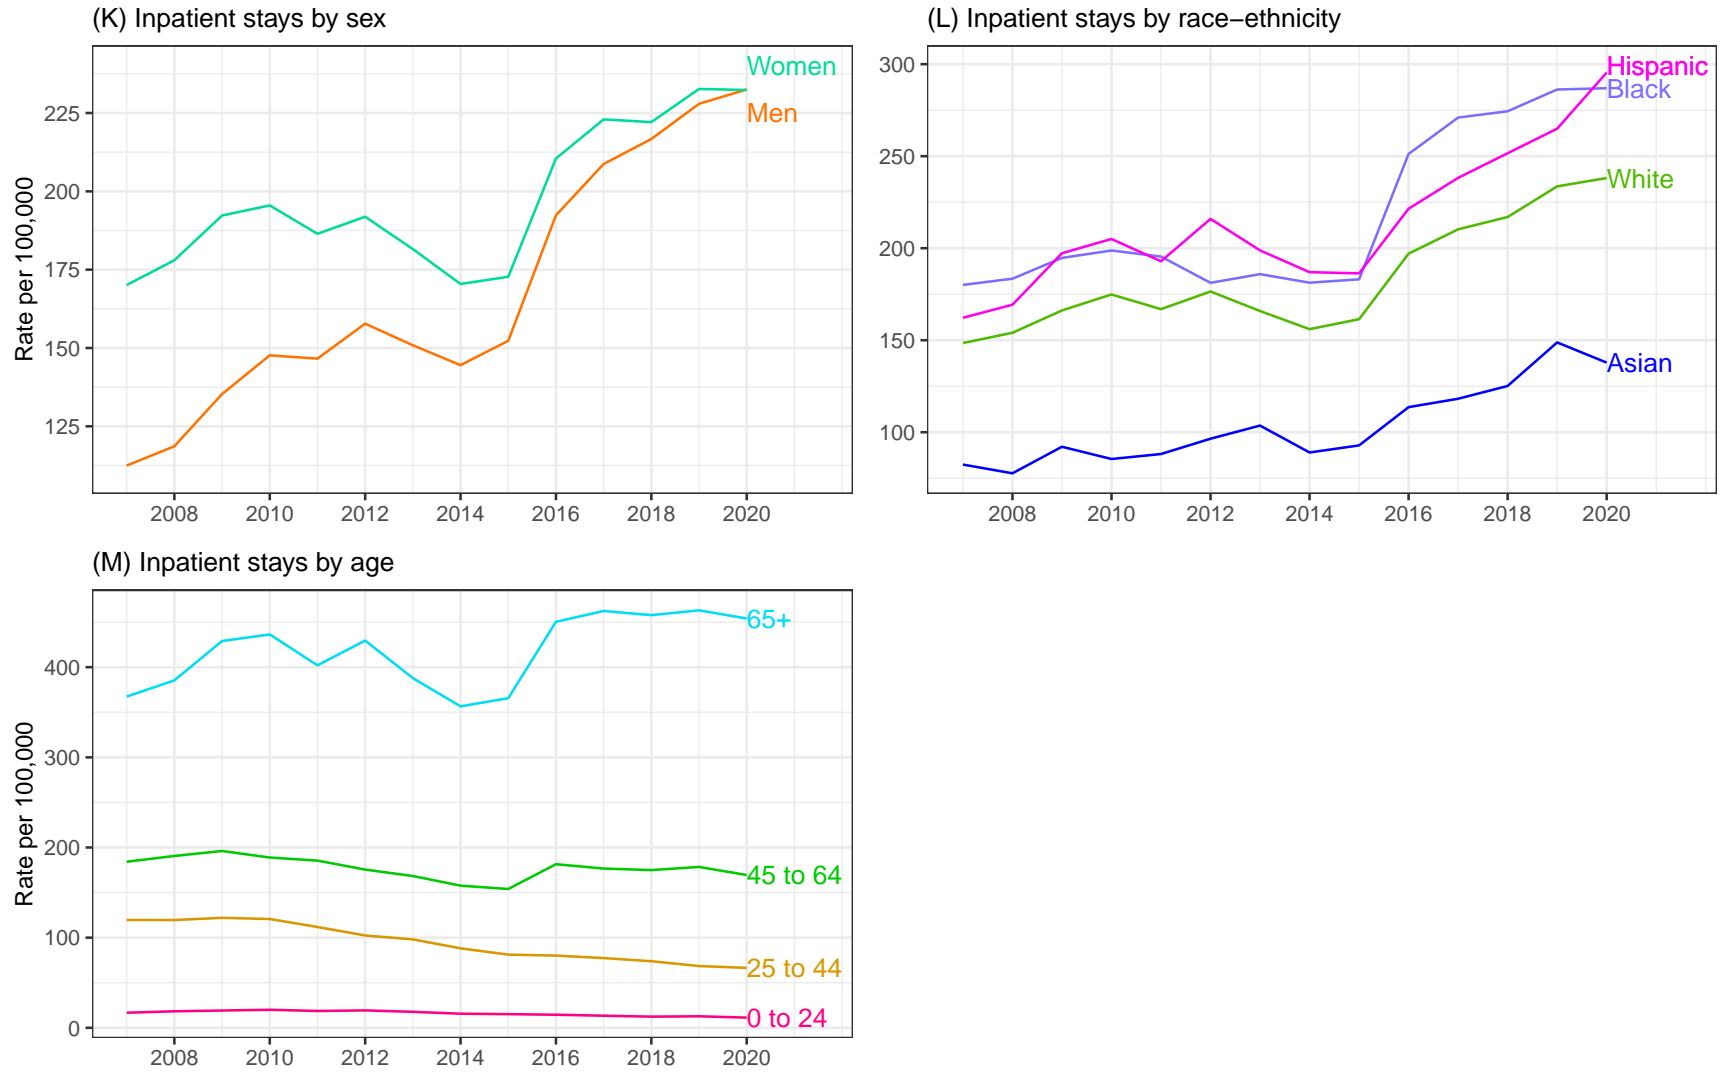 (K) Inpatient stays by sex
Rate per 100,000
225
200
175
150
125
Women
Men
2008 2010 2012 2014 2016 2018 2020
(L) Inpatient stays by race−ethnicity
300
250
200
150
100
Hispanic
Black
White
Asian
2008 2010 2012 2014 2016 2018 2020
(M) Inpatient stays by age
Rate per 100,000
400
300
200
100
0
65+
45 to 64
25 to 44
0 to 24
2008 2010 2012 2014 2016 2018 2020